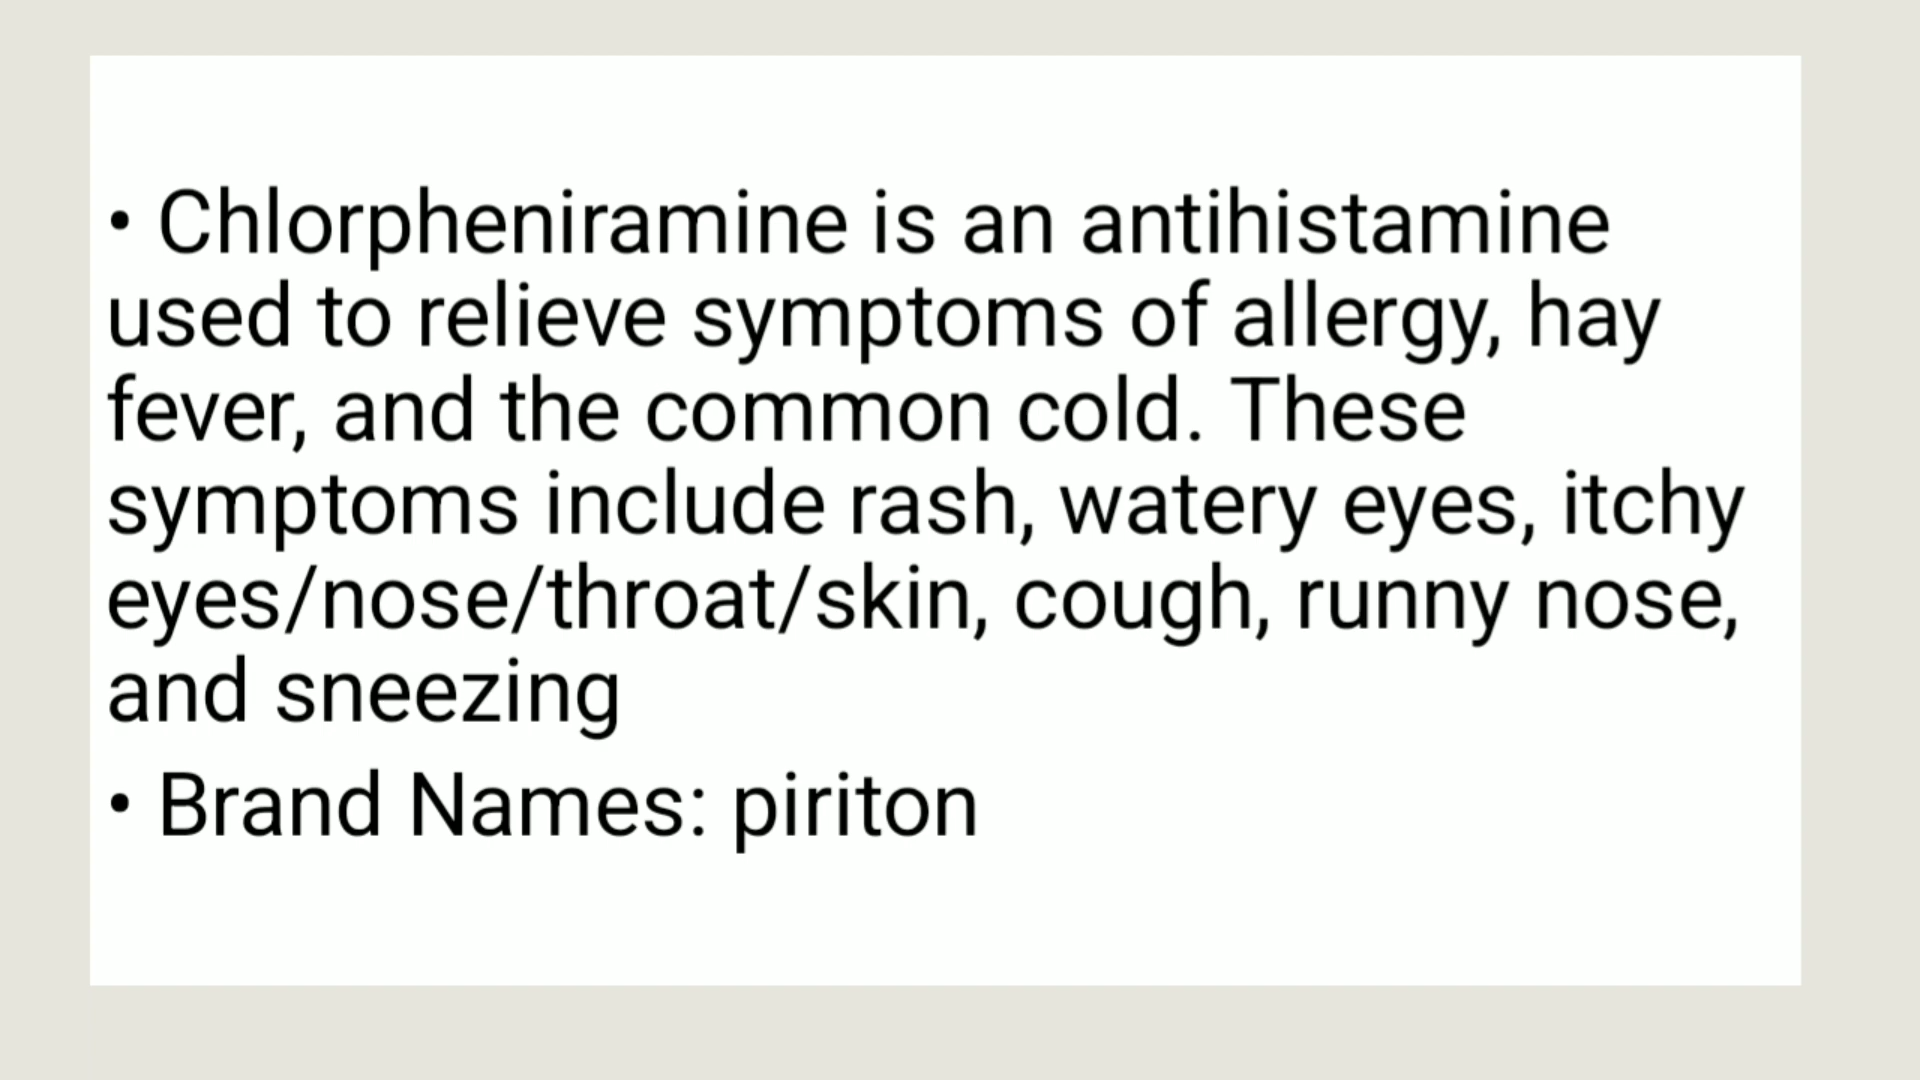 • Chlorpheniramine is an antihistamine
used to relieve symptoms of allergy, hay
fever, and the common cold. These
symptoms include rash, watery eyes, itchy
eyes/nose/throat/skin, cough, runny nose,
and sneezing
• Brand Names: piriton